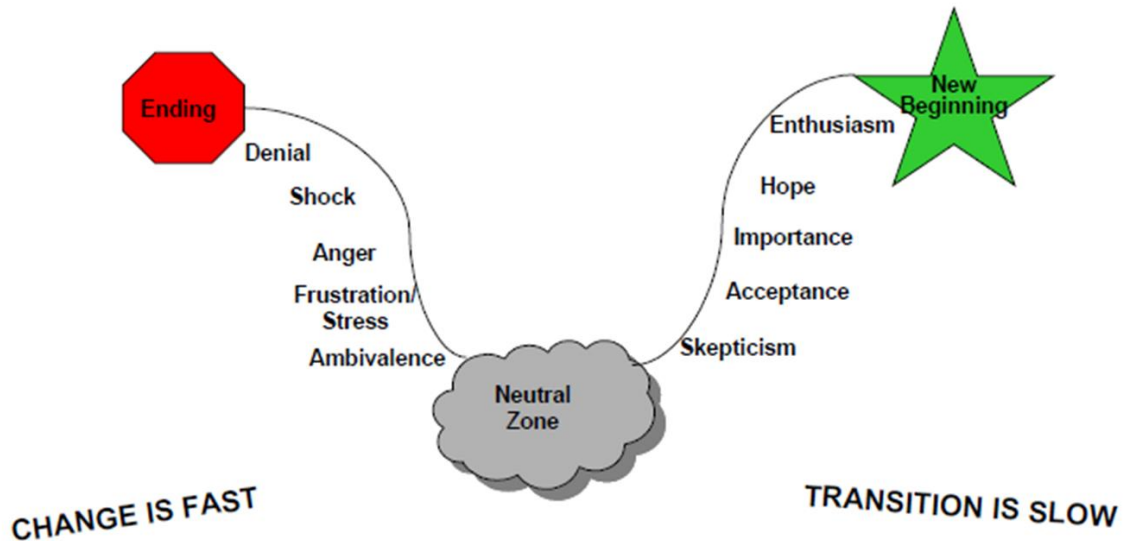 Ending
Denial
Shock
Anger
Frustration/
Stress
Ambivalence
Neutral
Zone
New
Beginning
Enthusiasm
Hope
Importance
Acceptance
Skepticism
CHANGE IS FAST
TRANSITION IS SLOW